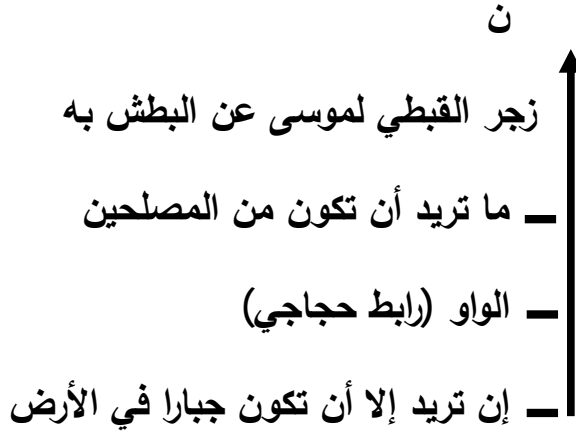 ن
زجر القبطي لموسى عن البطش به
ما تريد أن تكون من المصلحين
الواو (رابط حجاجي)
إن تريد إلا أن تكون جبارا في الأرض